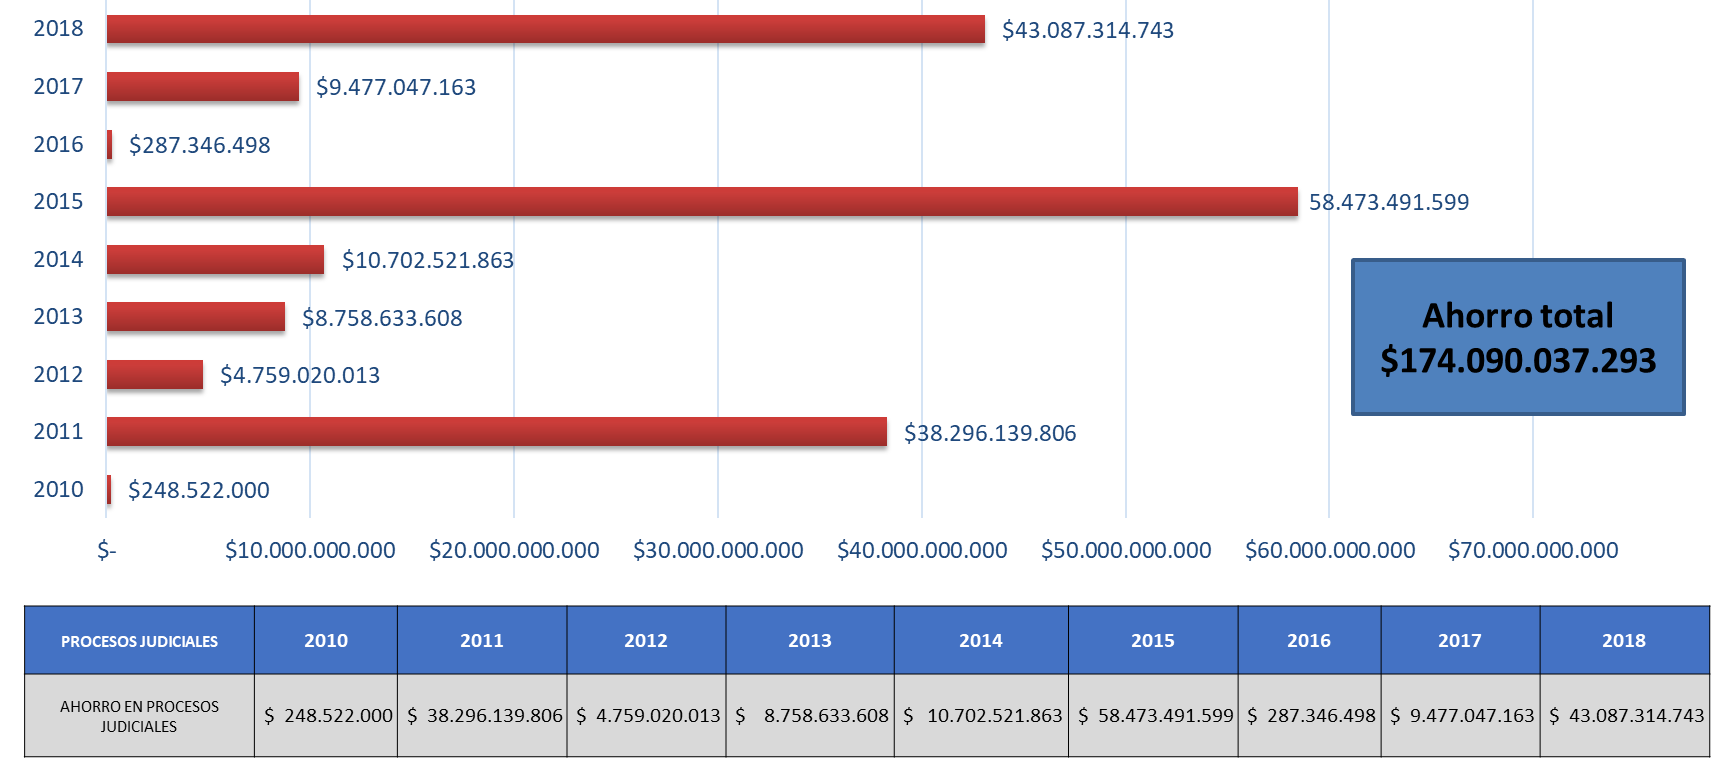 2018 $43.087.314.743
2017 $9.477.047.163
2016 $287.346.498
2015 58.473.491.599
2014 $10.702.521.863
2013 $8.758.633.608
2012 $4.759.020.013
2011 $38.296.139.806
2010 $248.522.000
$- $10.000.000.000 $20.000.000.000 $30.000.000.000 $40.000.000.000 $50.000.000.000 $60.000.000.000 $70.000.000.000
Ahorro total
$174.090.037.293
PROCESOS JUDICIALES 2010 2011 2012 2013 2014 2015 2016 2017 2018
AHORRO EN PROCESOS
JUDICIALES
$ 248.522.000 $ 38.296.139.806 $ 4.759.020.013 $ 8.758.633.608 $ 10.702.521.863 $ 58.473.491.599 $ 287.346.498 $ 9.477.047.163 $ 43.087.314.743